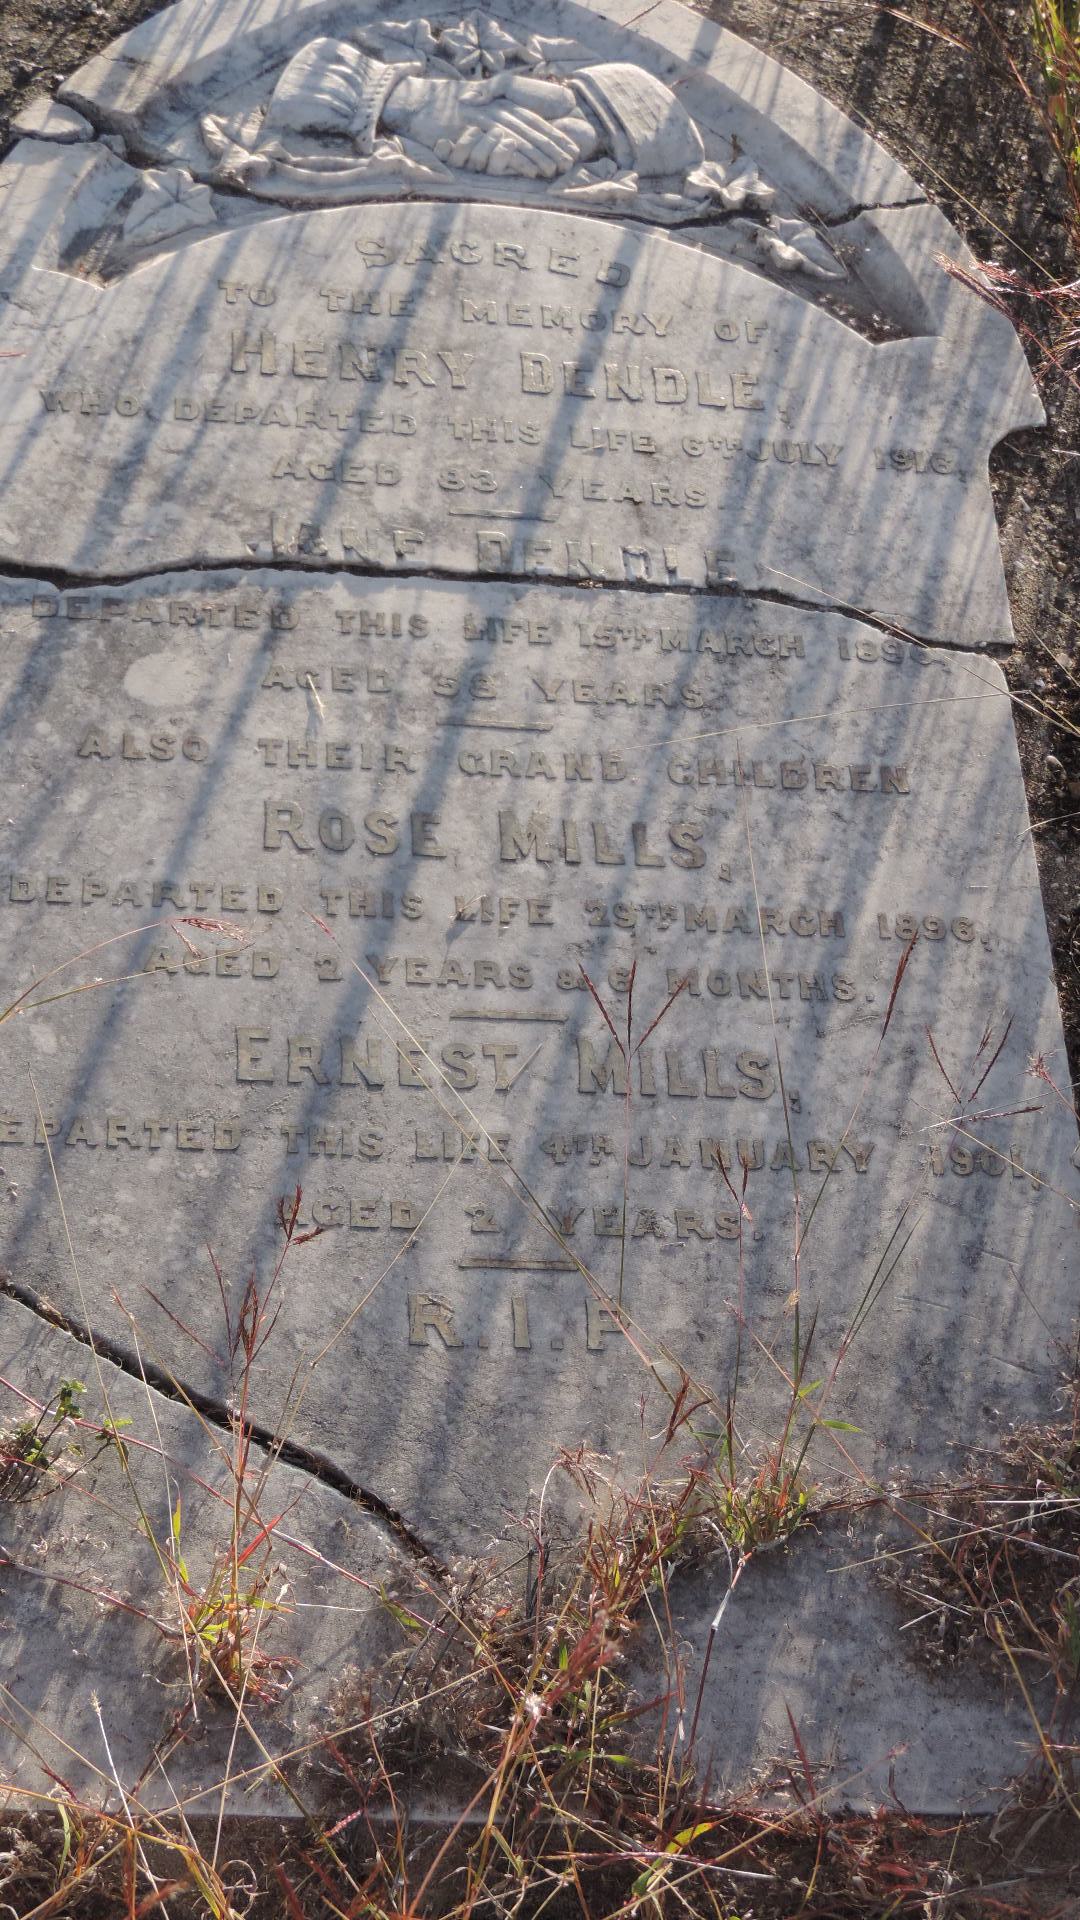 SACRED
TO THE MEMORY OF
HENRY DENDLE,
WHO DEPARTED THIS LIFE 6TH JULY 1916,
AGED 83 YEARS.
JANE DENDLE
DEPARTED THIS LIFE 15TH MARCH
AGED YEARS.
ALSO THEIR GRAND CHILDREN
ROSE MILLS,
DEPARTED THIS LIFE 29TH MARCH 1896,
AGED 2 YEARS & 6 MONTHS.
ERNEST MILLS,
DEPARTED THIS LIFE 4TH JANUARY 1901,
AGED 2 YEARS.
R.I.P